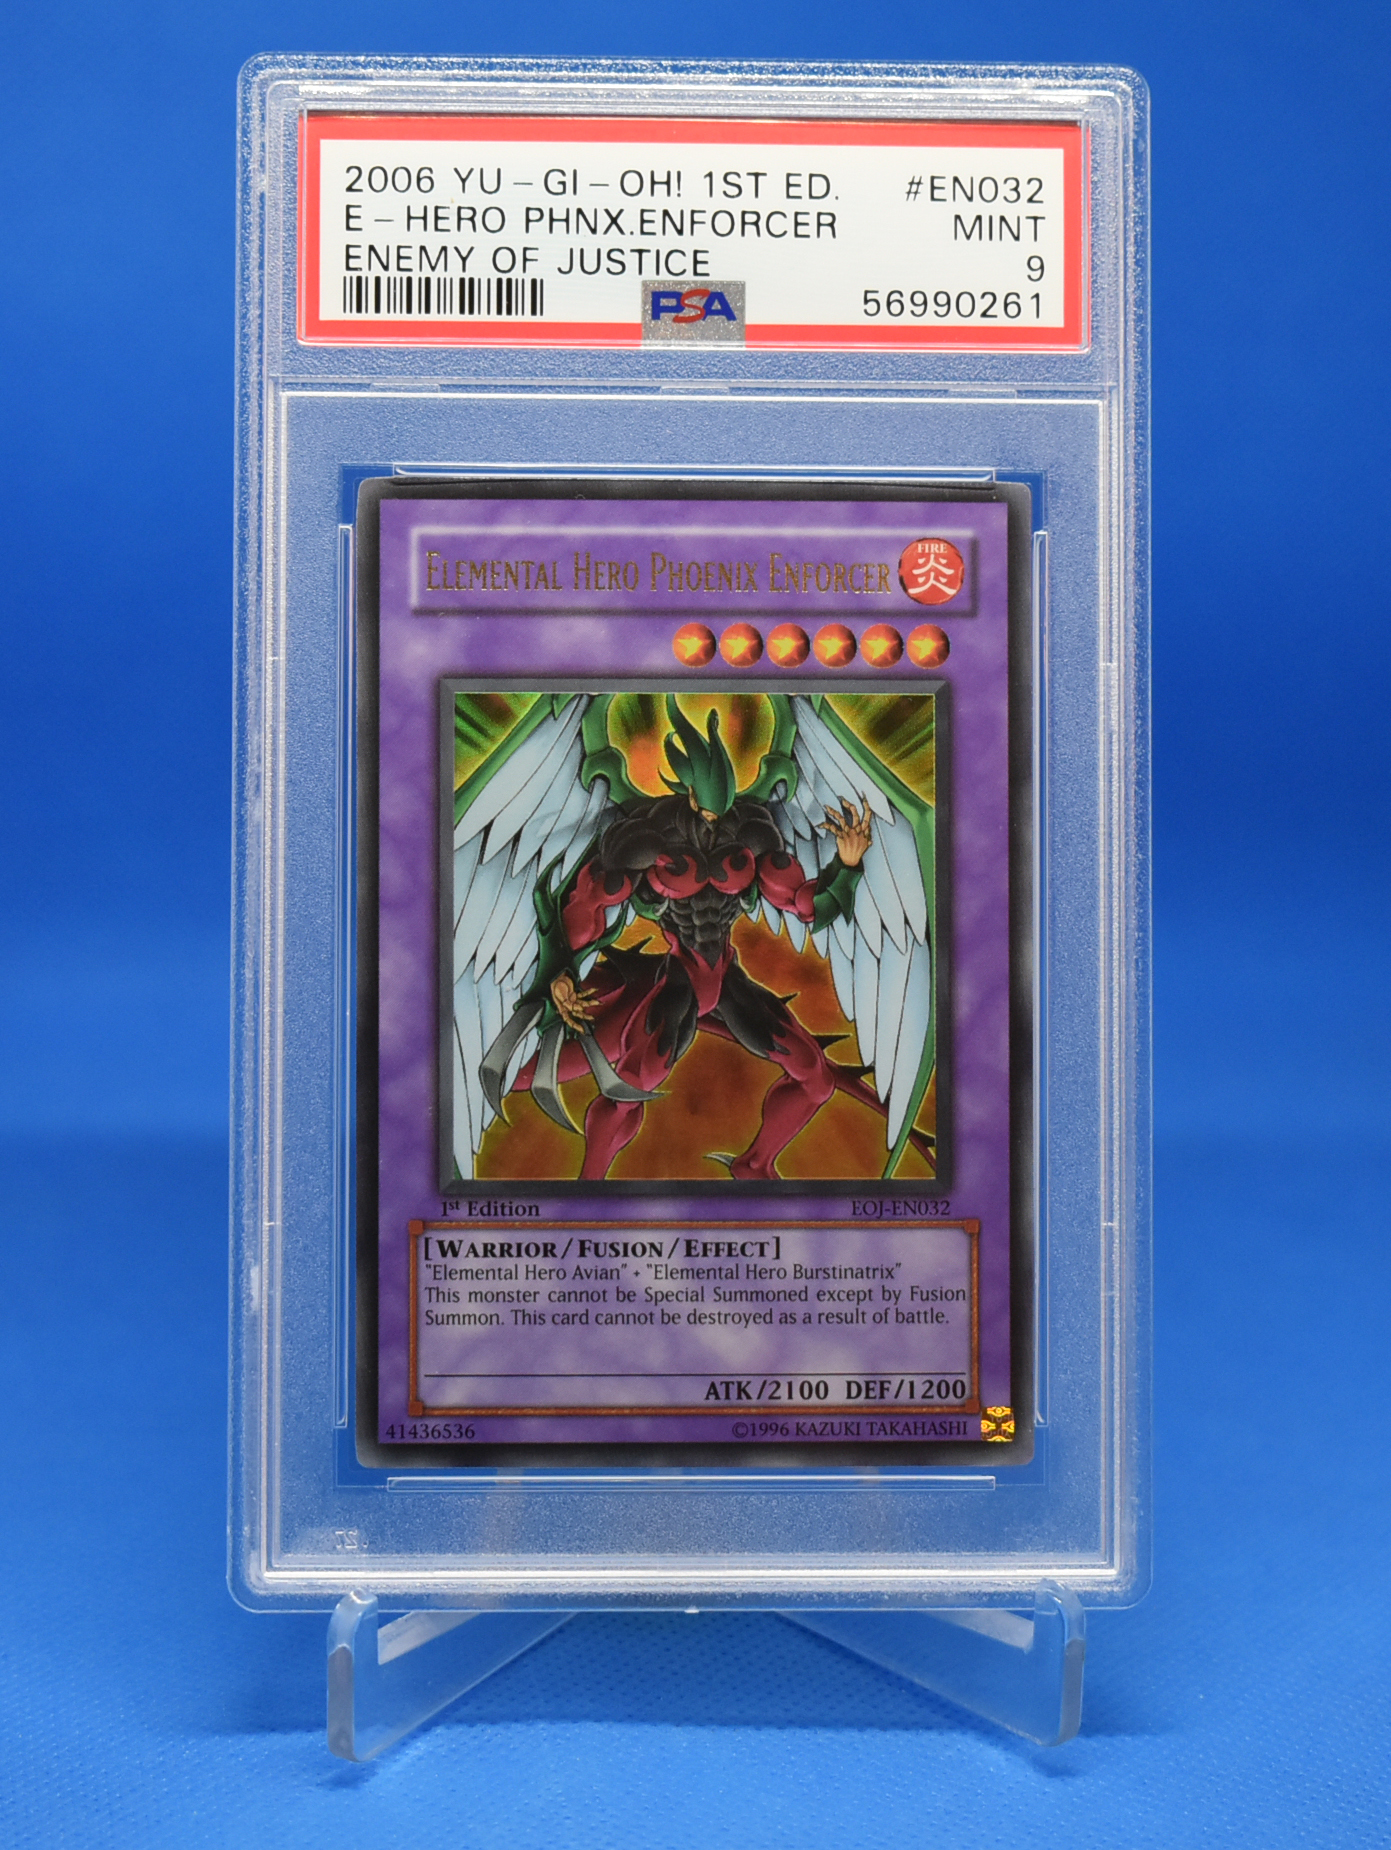 2006 YU-GI-OH! 1ST ED. #EN032
E-HERO PHNX.ENFORCER MINT
ENEMY OF JUSTICE 9
PSA 56990261
ELEMENTAL HERO PHOENIX ENFORCER
FIRE
炎
1st Edition EOJ-EN032
[WARRIOR/FUSION/EFFECT]
"Elemental Hero Avian" + "Elemental Hero Burstinatrix"
This monster cannot be Special Summoned except by Fusion
Summon. This card cannot be destroyed as a result of battle.
ATK/2100 DEF/1200
41436536 ©1996 KAZUKI TAKAHASHI